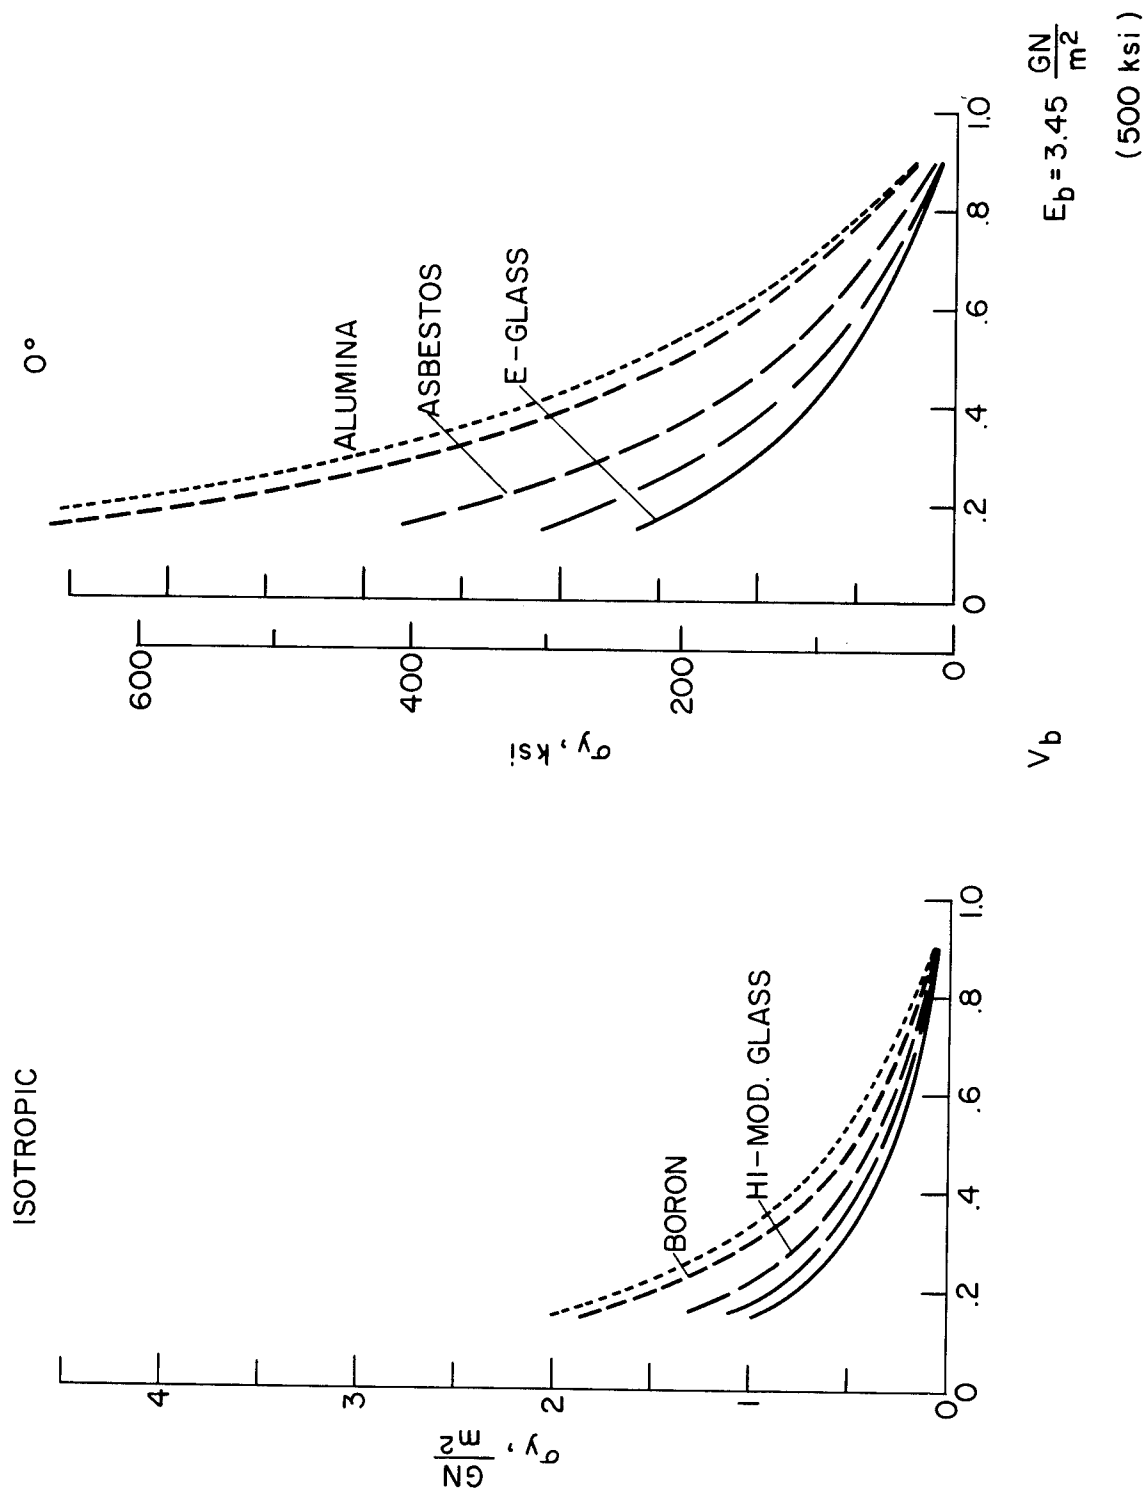 ISOTROPIC
0°
σy, GN/m2
4
3
2
1
0
BORON
HI-MOD. GLASS
0 .2 .4 .6 .8 1.0
σy, ksi
600
400
200
0
ALUMINA
ASBESTOS
E-GLASS
0 .2 .4 .6 .8 1.0
Vb
Eb = 3.45 GN/m2
(500 ksi)